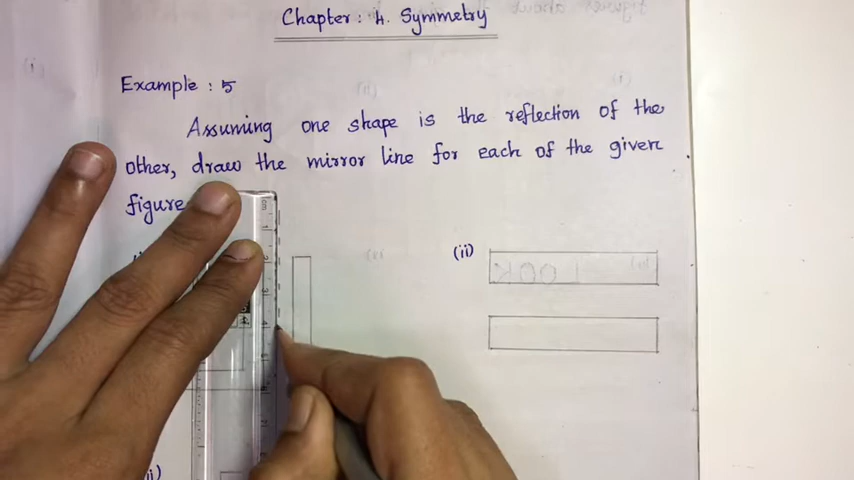 Chapter : 4. Symmetry
Example : 5
Assuming one shape is the reflection of the
other, draw the mirror line for each of the given
figure
(ii)